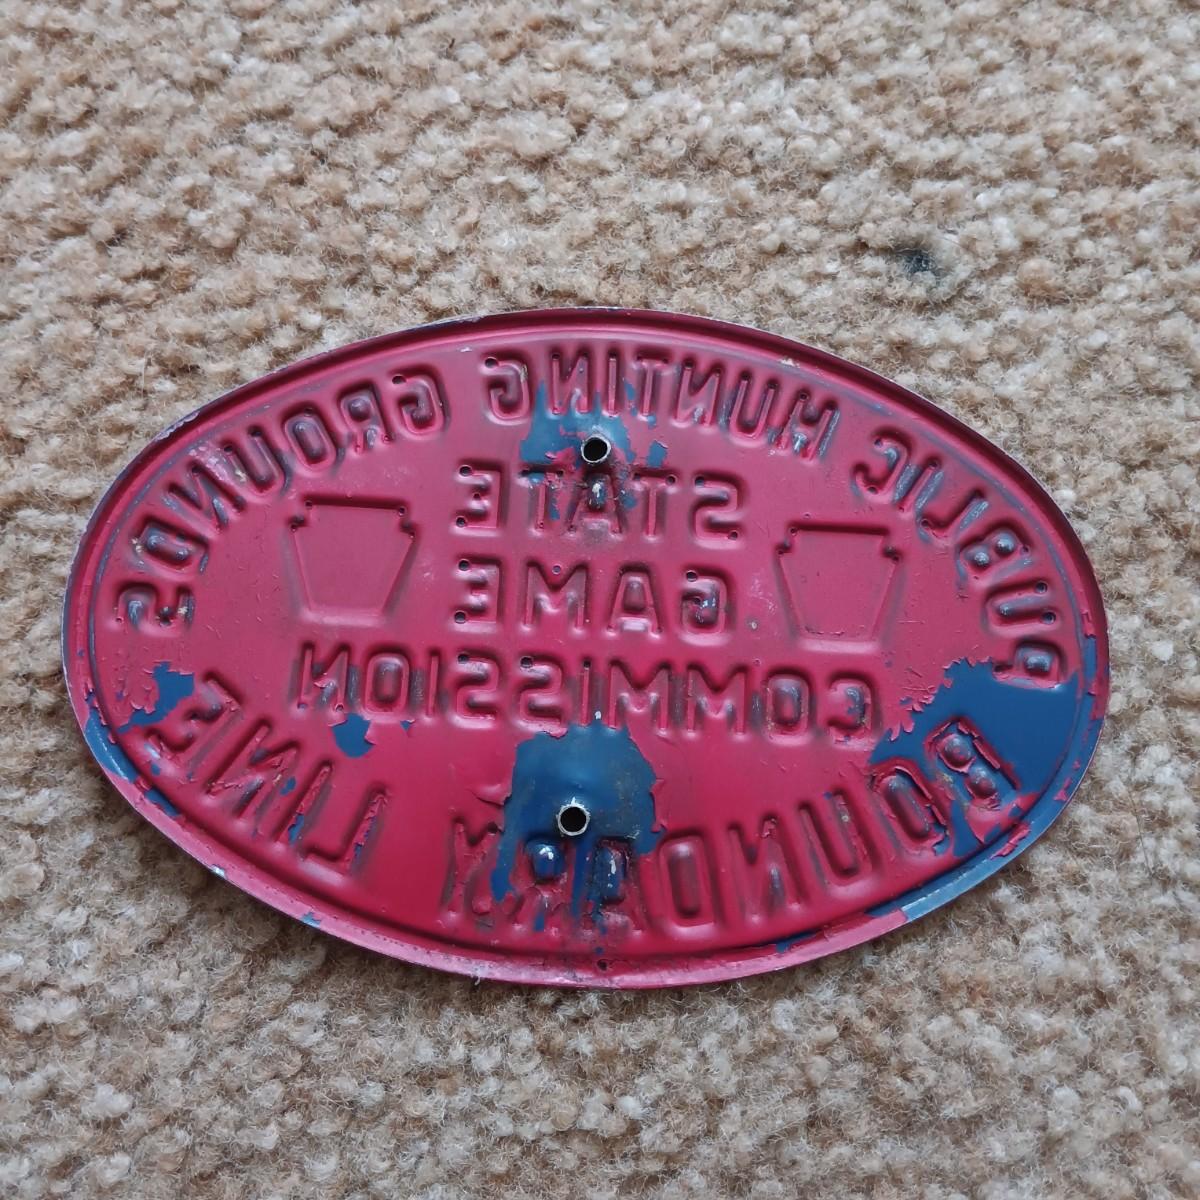 PUBLIC HUNTING GROUNDS
STATE
GAME
COMMISSION
BOUNDARY LINE